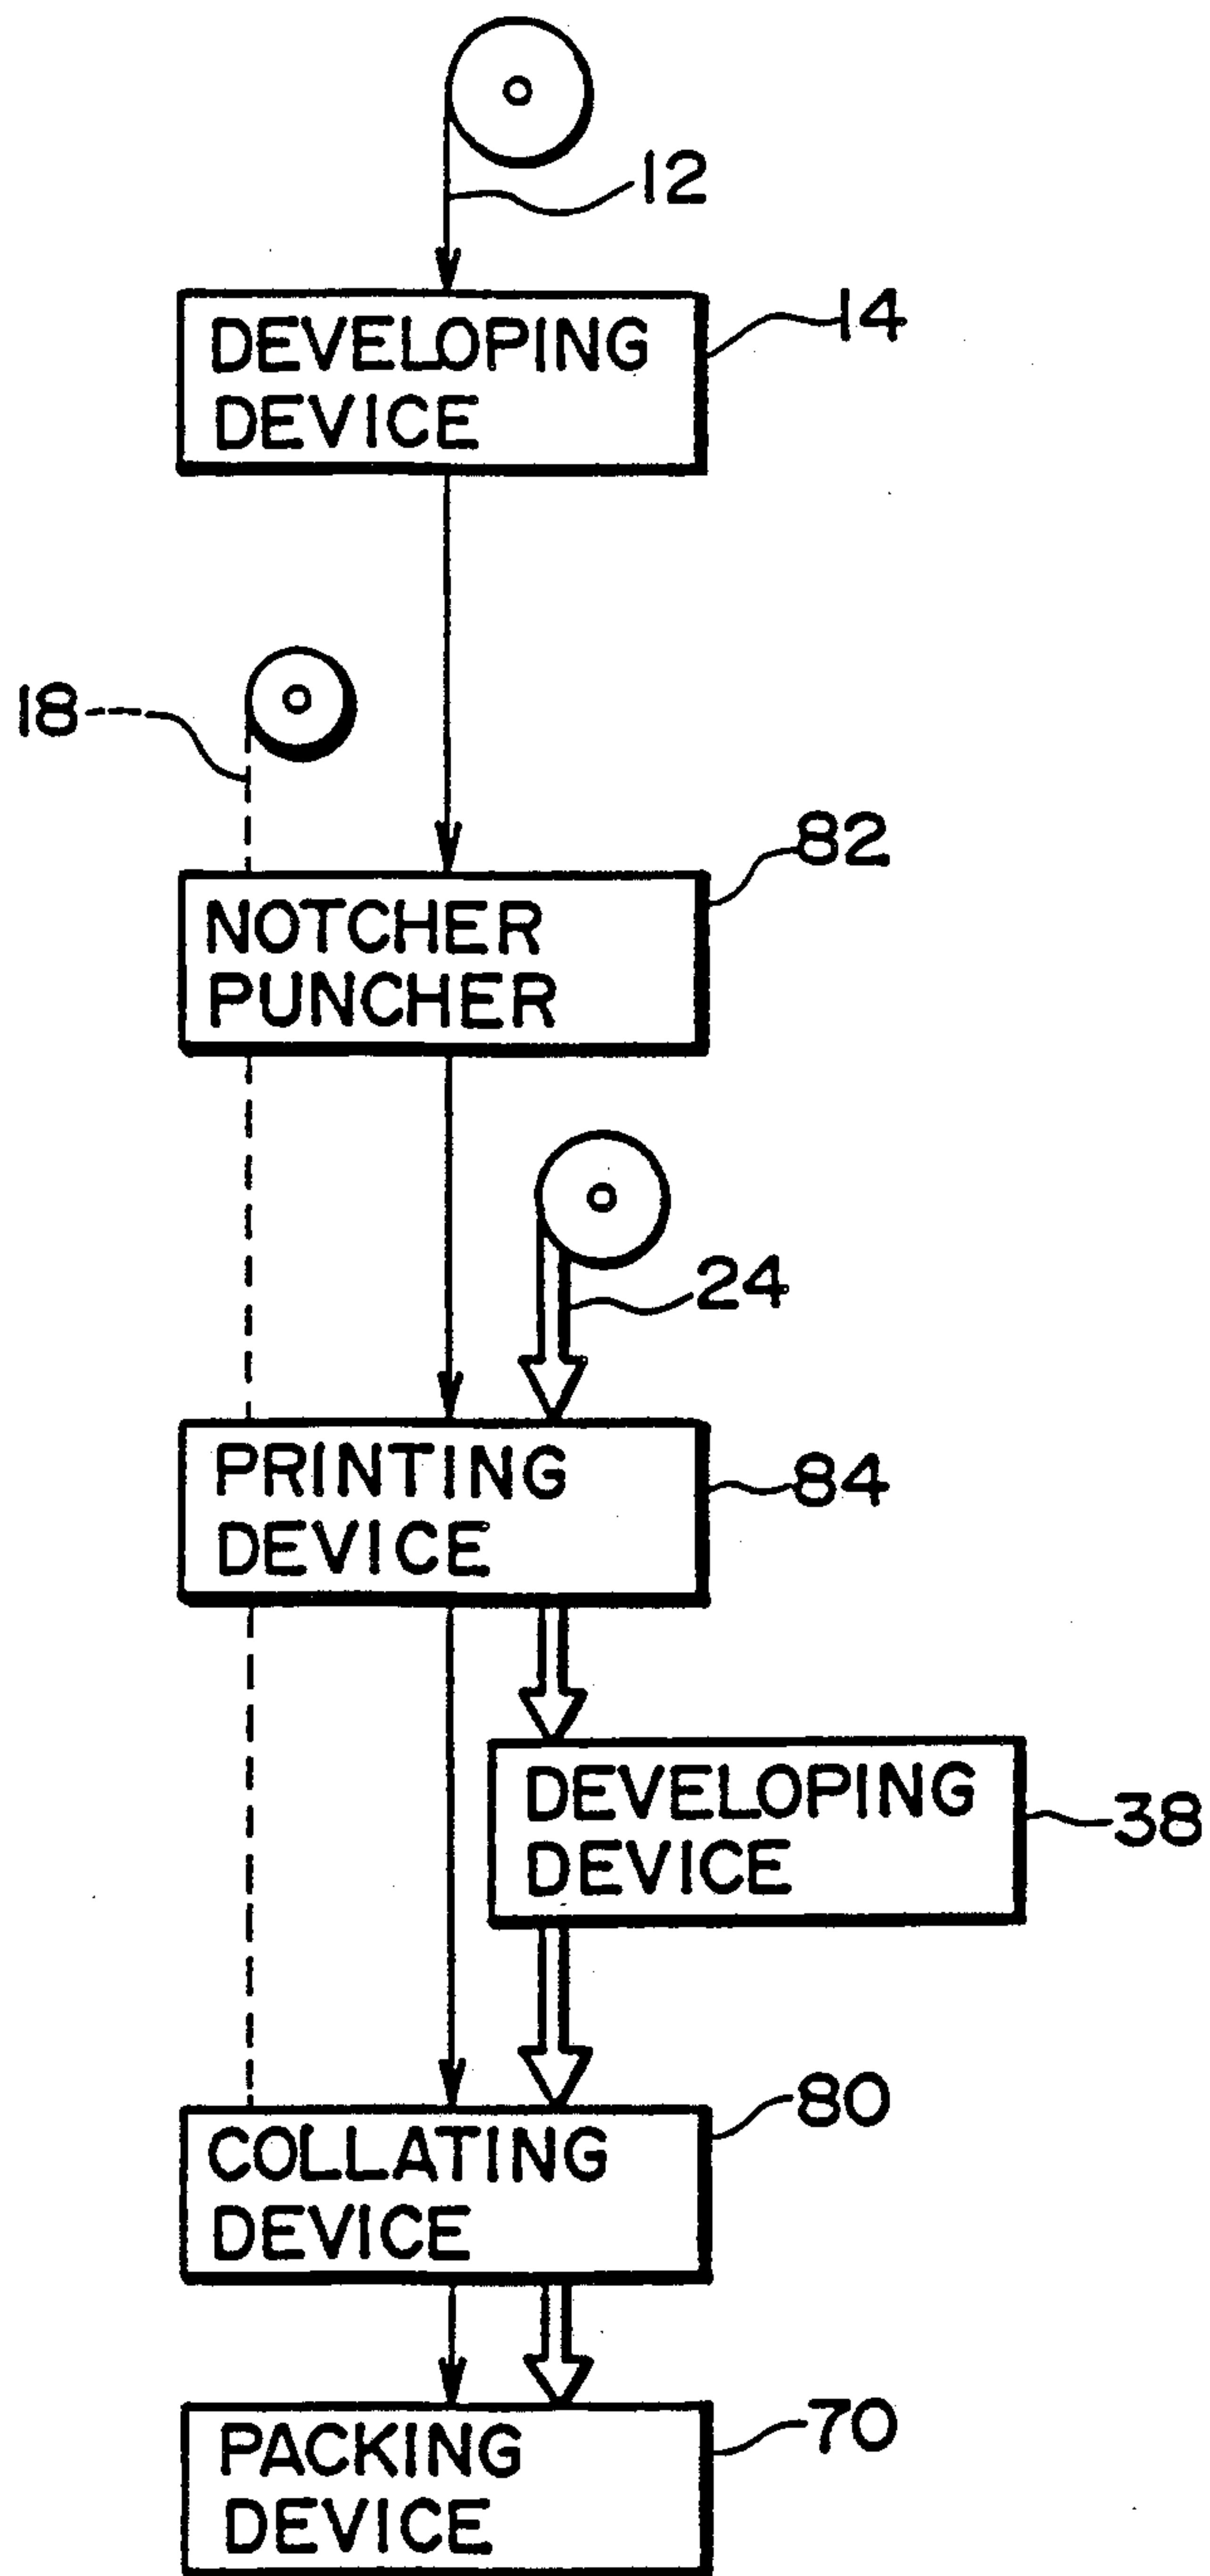 12
DEVELOPING
DEVICE
14
18
82
NOTCHER
PUNCHER
24
PRINTING
DEVICE
84
DEVELOPING
DEVICE
38
80
COLLATING
DEVICE
PACKING
DEVICE
70